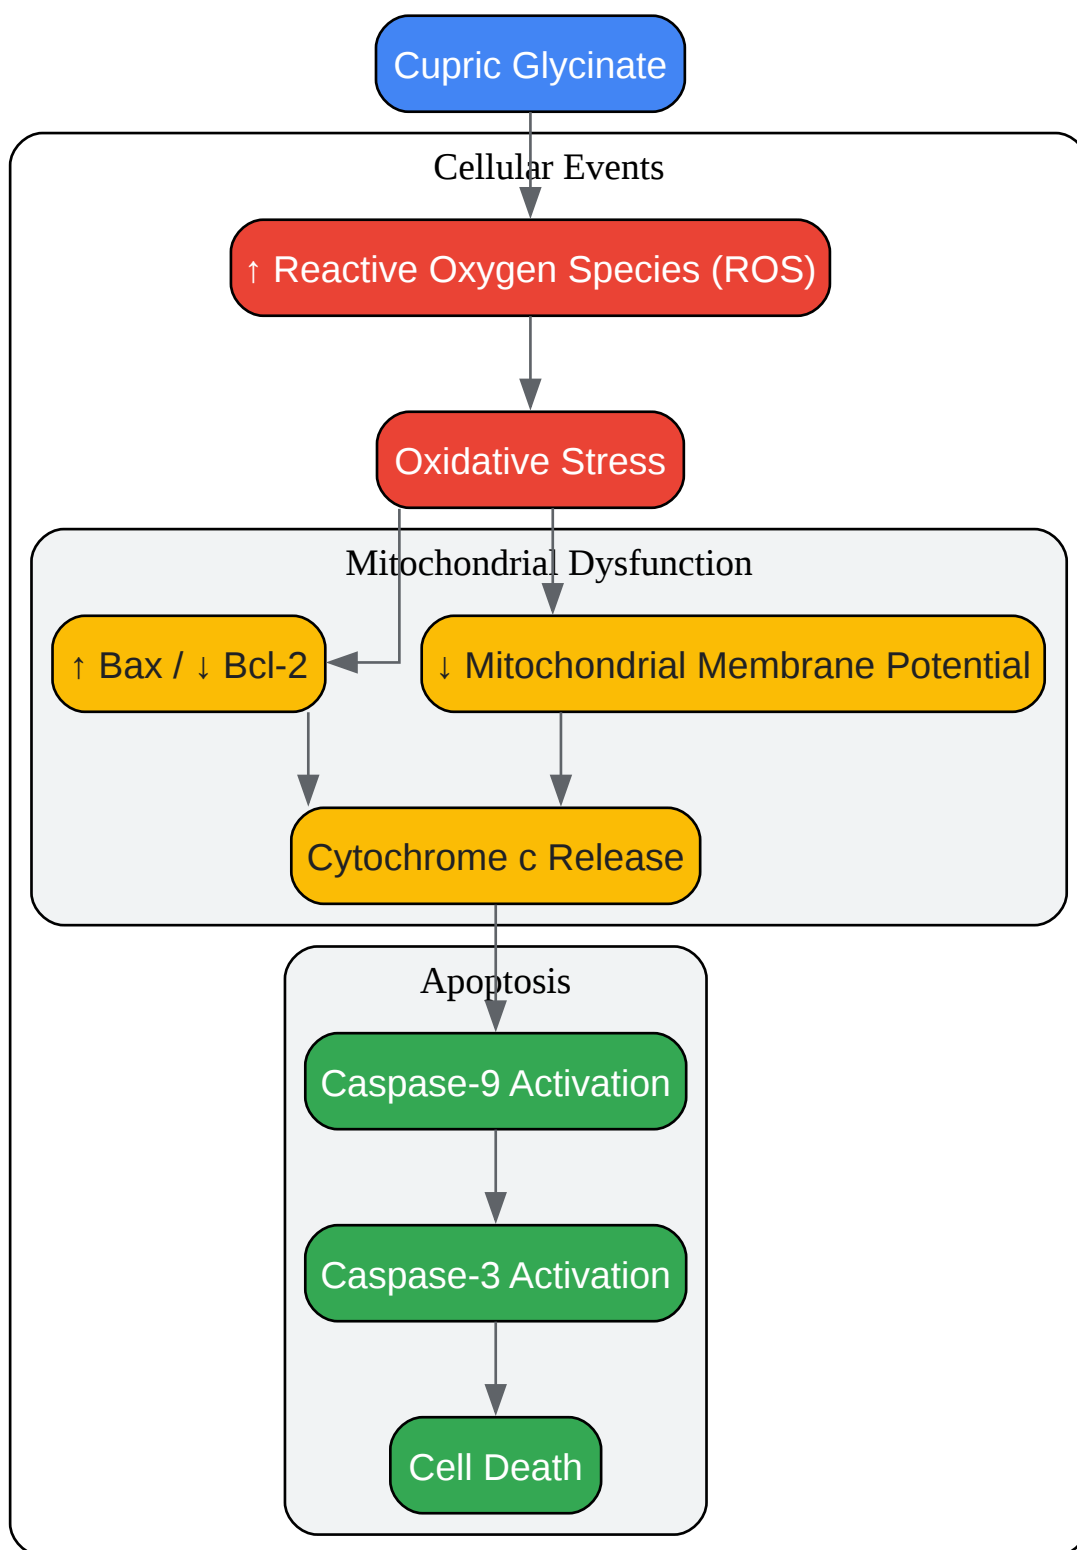 Cupric Glycinate
Cellular Events
↑ Reactive Oxygen Species (ROS)
Oxidative Stress
Mitochondrial Dysfunction
↑ Bax / ↓ Bcl-2
↓ Mitochondrial Membrane Potential
Cytochrome c Release
Apoptosis
Caspase-9 Activation
Caspase-3 Activation
Cell Death